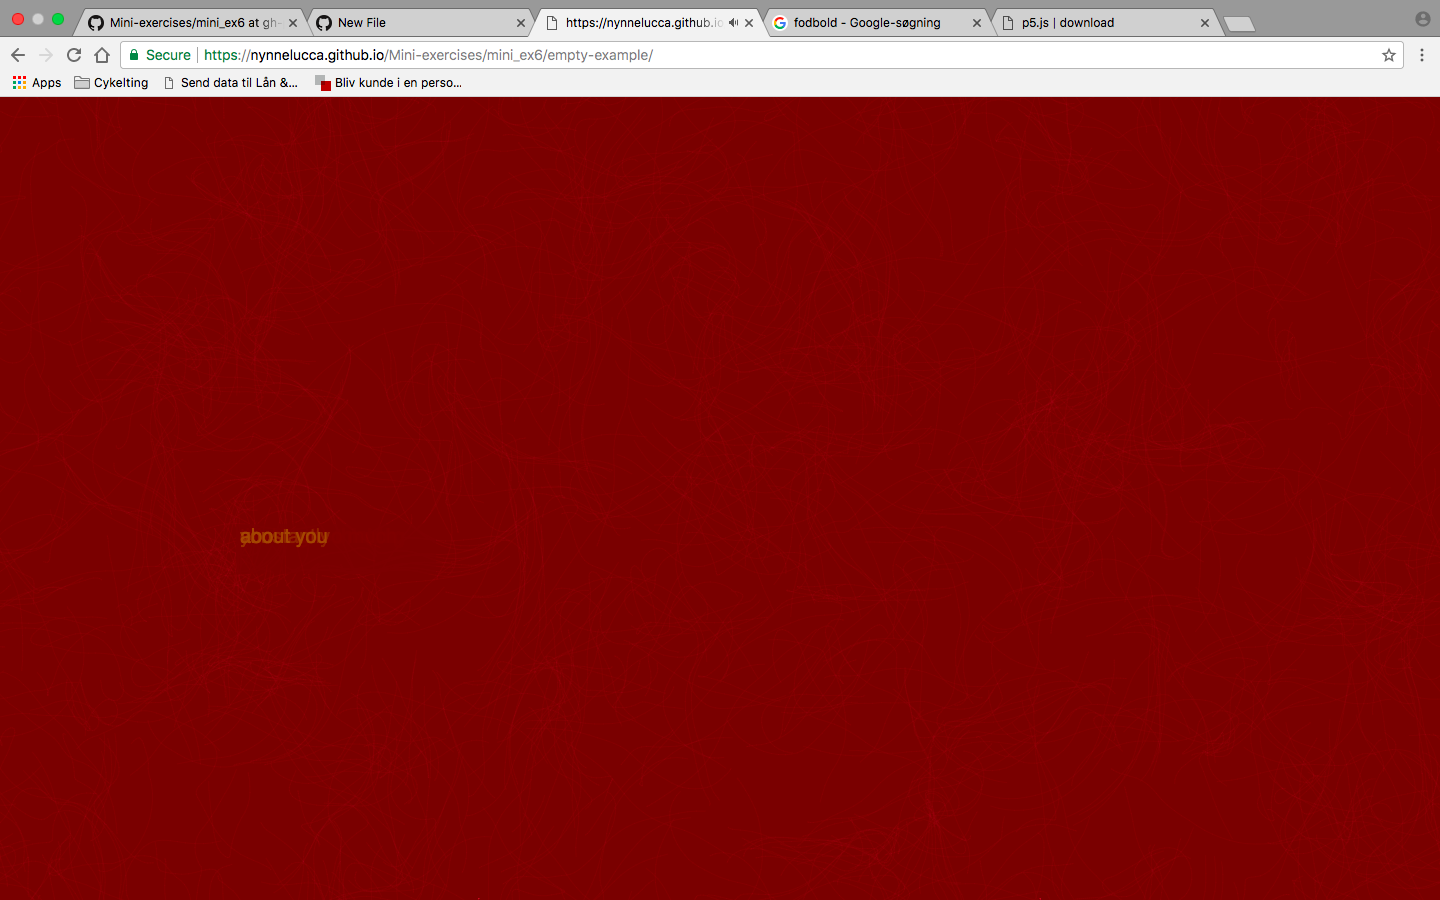 Mini-exercises/mini_ex6 at gh-
New File
https://nynnelucca.github.io
fodbold - Google-søgning
p5.js | download
Secure https://nynnelucca.github.io/Mini-exercises/mini_ex6/empty-example/
Apps Cykelting Send data til Lån &... Bliv kunde i en perso...
about you